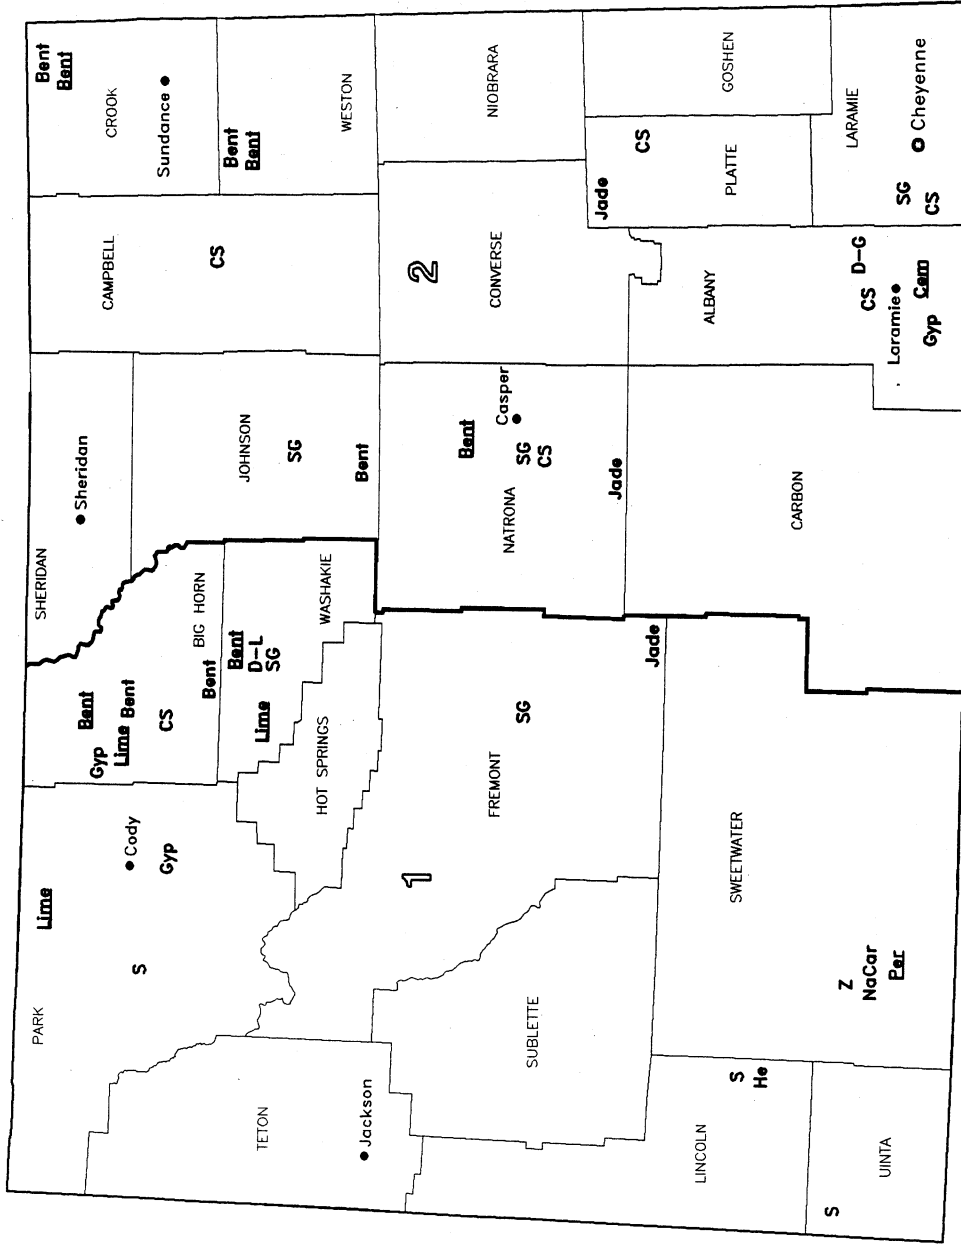 PARK
Lime
Cody
Gyp
S
TETON
Jackson
SHERIDAN
Sheridan
BIG HORN
Bent
Gyp
Lime
Bent
CS
Bent
WASHAKIE
Bent
D-L
SG
Lime
HOT SPRINGS
JOHNSON
SG
Bent
CAMPBELL
CS
CROOK
Bent
Bent
Sundance
WESTON
Bent
Bent
FREMONT
1
SG
Jade
SUBLETTE
NATRONA
Bent
Casper
SG
CS
Jade
CONVERSE
2
NIOBRARA
LINCOLN
S
He
UINTA
S
SWEETWATER
Z
NaCar
Per
CARBON
ALBANY
CS
D-G
Laramie
Cem
Gyp
PLATTE
Jade
CS
GOSHEN
LARAMIE
SG
CS
Cheyenne